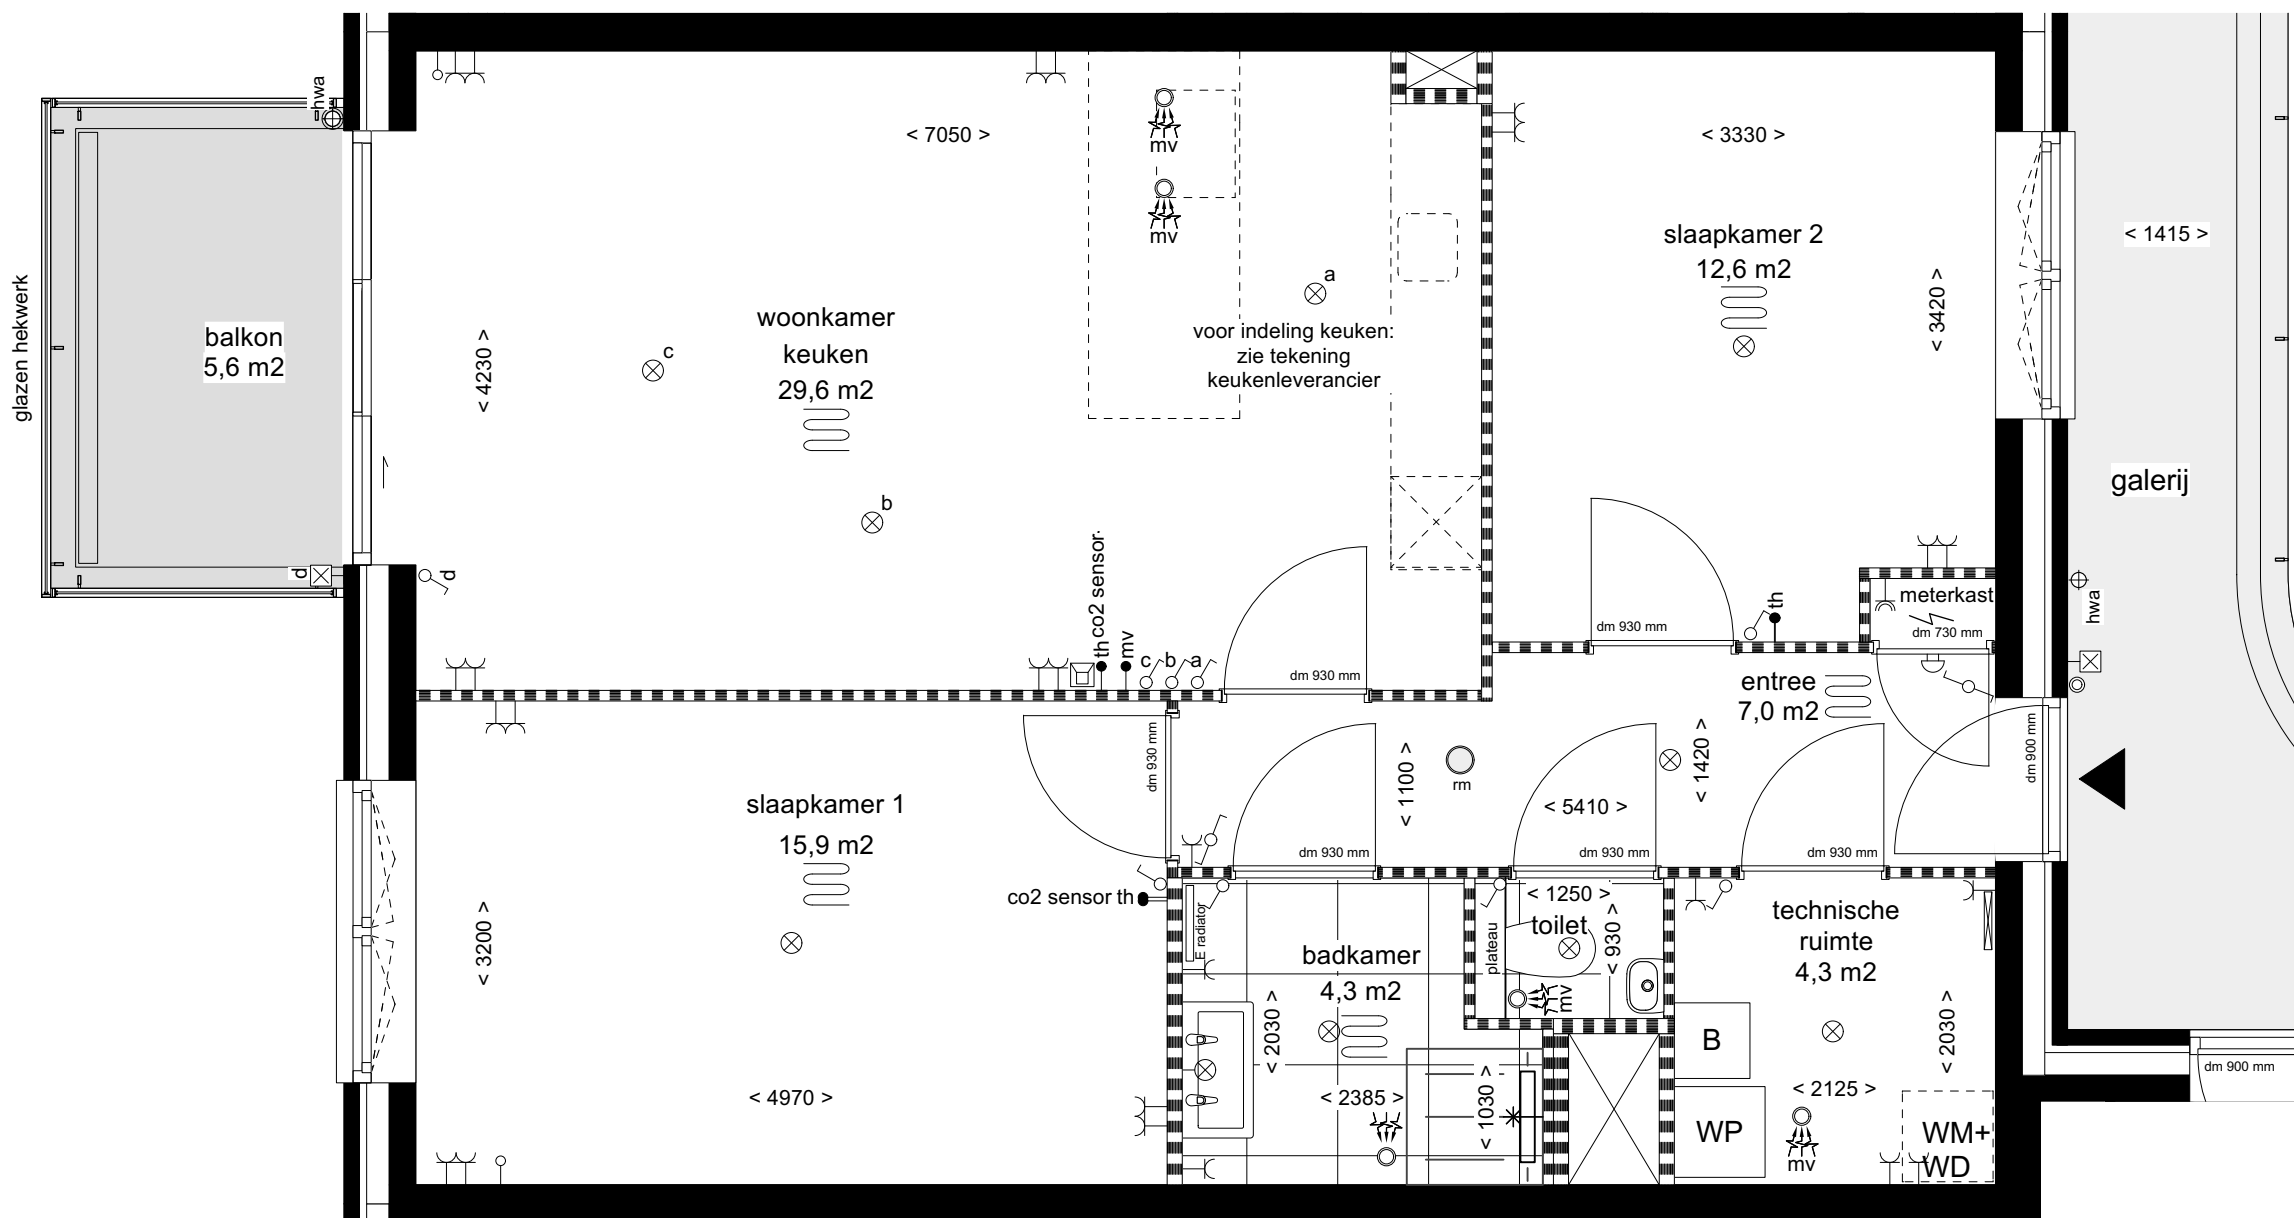 hwa
mv
mv
< 7050 >
< 3330 >
< 1415 >
glazen hekwerk
balkon
5,6 m2
< 4230 >
woonkamer
keuken
29,6 m2
a
c
b
voor indeling keuken:
zie tekening
keukenleverancier
slaapkamer 2
12,6 m2
< 3420 >
galerij
d
d
th
co2 sensor
mv
c
b
a
dm 930 mm
dm 930 mm
th
meterkast
dm 730 mm
hwa
entree
7,0 m2
slaapkamer 1
15,9 m2
dm 930 mm
< 1100 >
rm
< 5410 >
< 1420 >
dm 900 mm
dm 930 mm
dm 930 mm
dm 930 mm
co2 sensor th
< 3200 >
< 4970 >
E radiator
badkamer
4,3 m2
< 2030 >
< 2385 >
< 1030 >
plateau
< 1250 >
toilet
< 930 >
mv
technische
ruimte
4,3 m2
B
WP
< 2125 >
< 2030 >
mv
WM+
WD
dm 900 mm